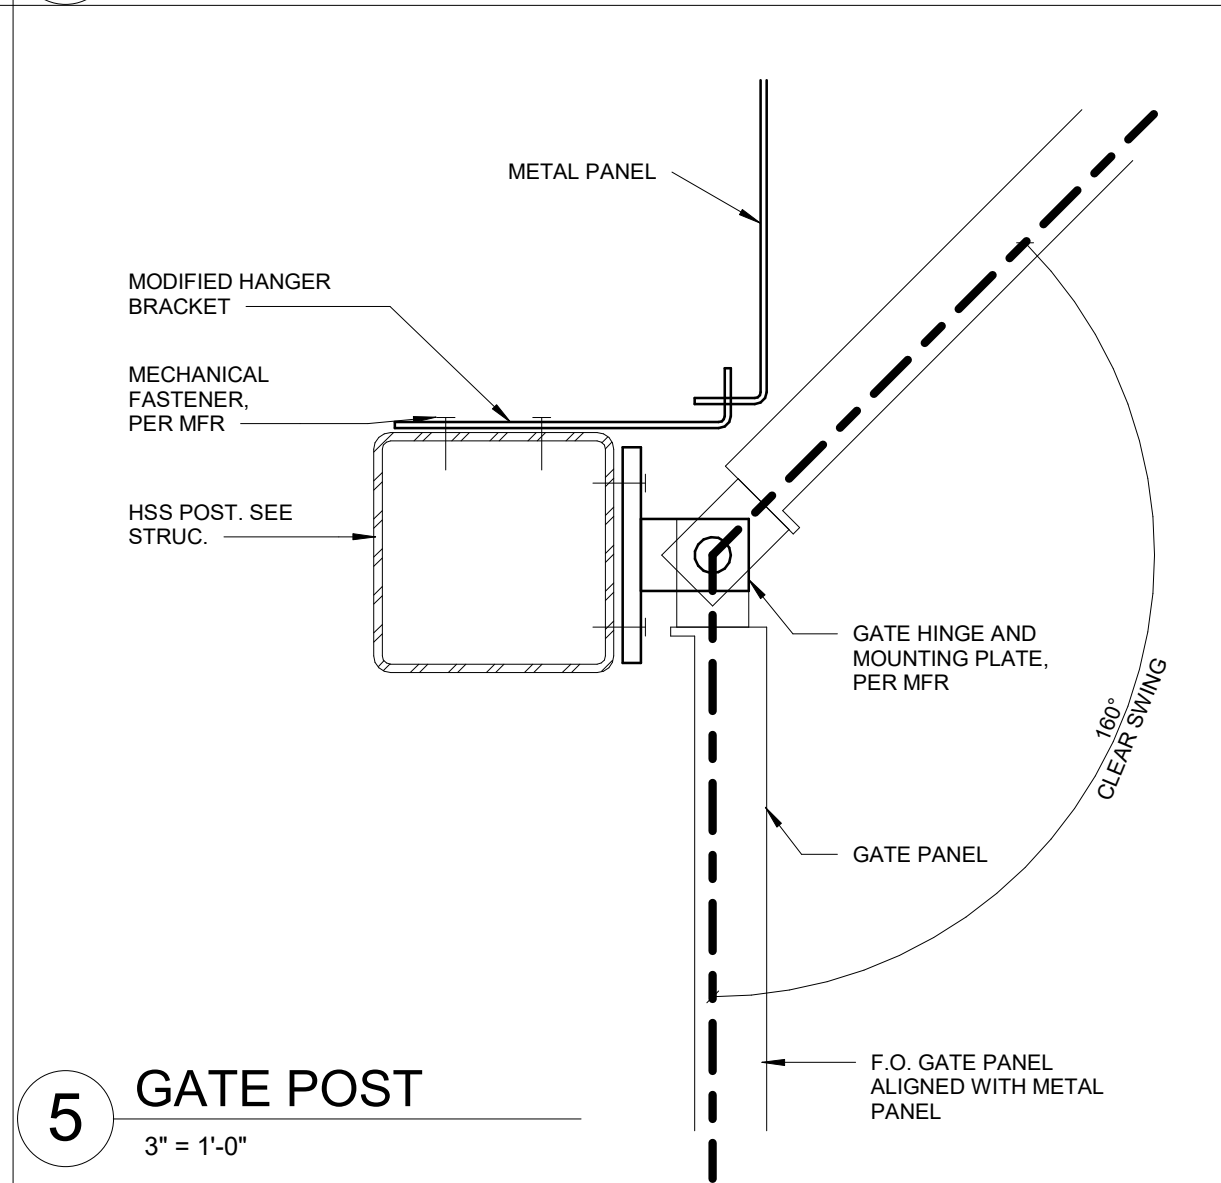 METAL PANEL
MODIFIED HANGER
BRACKET
MECHANICAL
FASTENER,
PER MFR
HSS POST. SEE
STRUC.
GATE HINGE AND
MOUNTING PLATE,
PER MFR
160°
CLEAR SWING
GATE PANEL
F.O. GATE PANEL
ALIGNED WITH METAL
PANEL
5
GATE POST
3" = 1'-0"